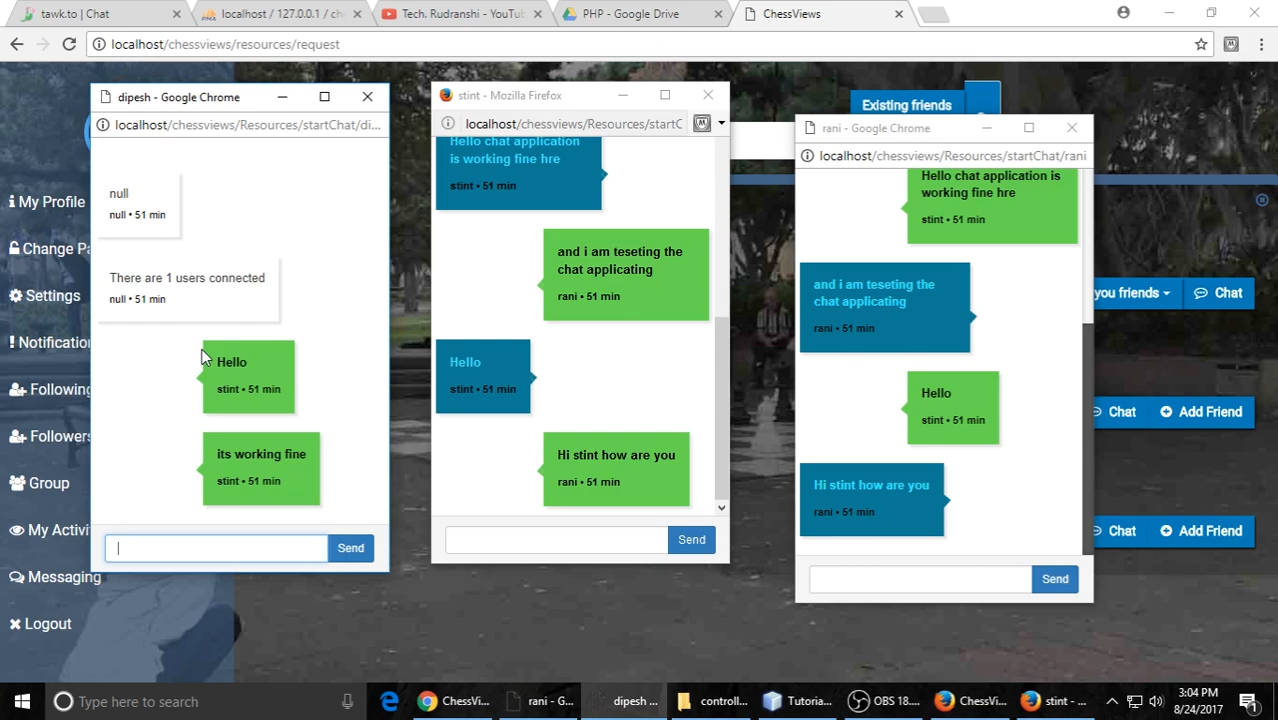 tawk.to | Chat
localhost / 127.0.0.1 / ch
Tech. Rudranshi - YouTu
PHP - Google Drive
ChessViews
localhost/chessviews/resources/request
dipesh - Google Chrome
localhost/chessviews/Resources/startChat/di...
null
null • 51 min
There are 1 users connected
null • 51 min
Hello
stint • 51 min
its working fine
stint • 51 min
Send
stint - Mozilla Firefox
localhost/chessviews/Resources/startC
Hello chat application
is working fine hre
stint • 51 min
and i am teseting the
chat applicating
rani • 51 min
Hello
stint • 51 min
Hi stint how are you
rani • 51 min
Send
Existing friends
rani - Google Chrome
localhost/chessviews/Resources/startChat/rani
Hello chat application is
working fine hre
stint • 51 min
and i am teseting the
chat applicating
rani • 51 min
Hello
stint • 51 min
Hi stint how are you
rani • 51 min
Send
My Profile
Change Pa
Settings
Notification
Following
Followers
Group
My Activi
Messaging
Logout
you friends
Chat
Chat
Add Friend
Chat
Add Friend
Type here to search
ChessVi...
rani - G...
dipesh ...
controll...
Tutoria...
OBS 18....
ChessVi...
stint - ...
3:04 PM
8/24/2017
1